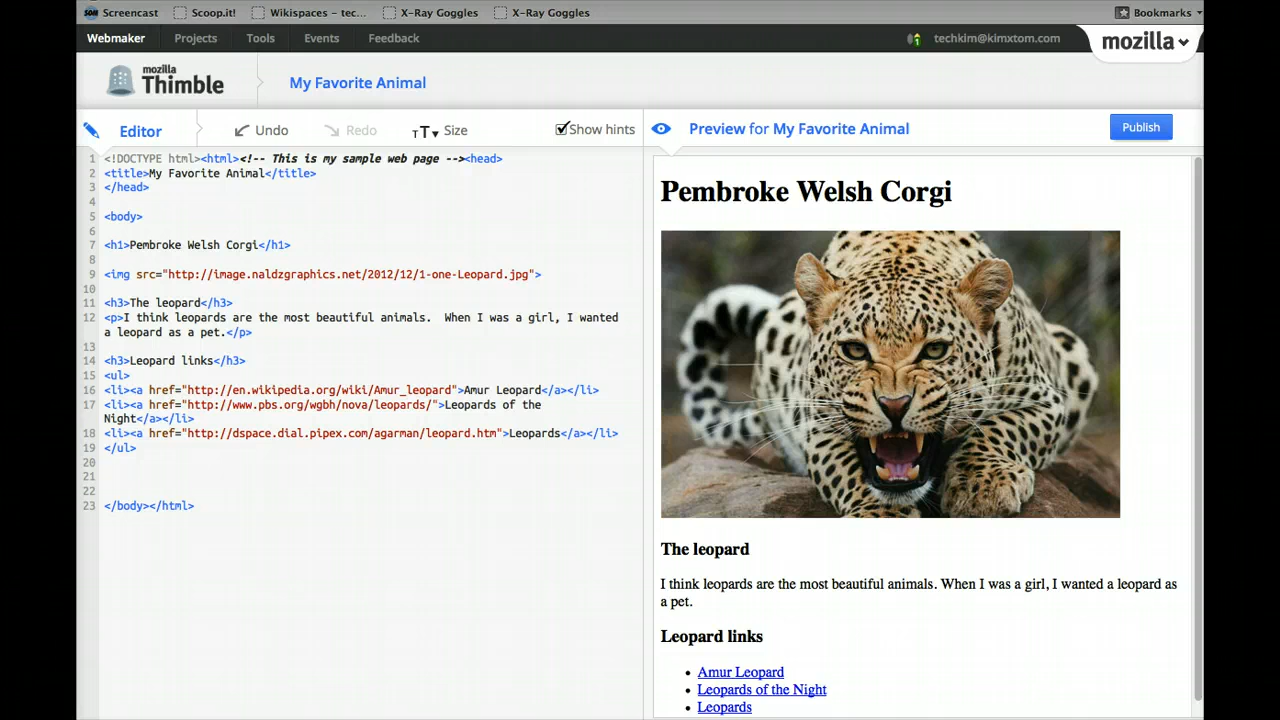 SOM Screencast Scoop.it! Wikispaces – tec... X-Ray Goggles X-Ray Goggles Bookmarks
Webmaker Projects Tools Events Feedback 1 techkim@kimxtom.com mozilla
mozilla
Thimble My Favorite Animal
Editor Undo Redo TTT Size Show hints
1 <!DOCTYPE html><html><!-- This is my sample web page --><head>
2 <title>My Favorite Animal</title>
3 </head>
4
5 <body>
6
7 <h1>Pembroke Welsh Corgi</h1>
8
9 <img src="http://image.naldzgraphics.net/2012/12/1-one-Leopard.jpg">
10
11 <h3>The leopard</h3>
12 <p>I think leopards are the most beautiful animals.  When I was a girl, I wanted
a leopard as a pet.</p>
13
14 <h3>Leopard links</h3>
15 <ul>
16 <li><a href="http://en.wikipedia.org/wiki/Amur_leopard">Amur Leopard</a></li>
17 <li><a href="http://www.pbs.org/wgbh/nova/leopards/">Leopards of the
Night</a></li>
18 <li><a href="http://dspace.dial.pipex.com/agarman/leopard.htm">Leopards</a></li>
19 </ul>
20
21
22
23 </body></html>
Preview for My Favorite Animal Publish
Pembroke Welsh Corgi
The leopard
I think leopards are the most beautiful animals. When I was a girl, I wanted a leopard as
a pet.
Leopard links
• Amur Leopard
• Leopards of the Night
• Leopards